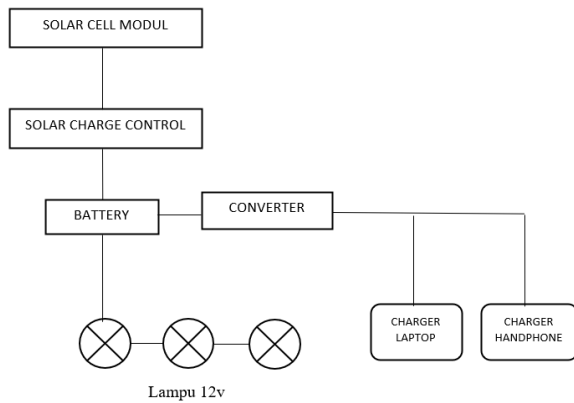 SOLAR CELL MODUL
SOLAR CHARGE CONTROL
BATTERY
CONVERTER
CHARGER
LAPTOP
CHARGER
HANDPHONE
Lampu 12v